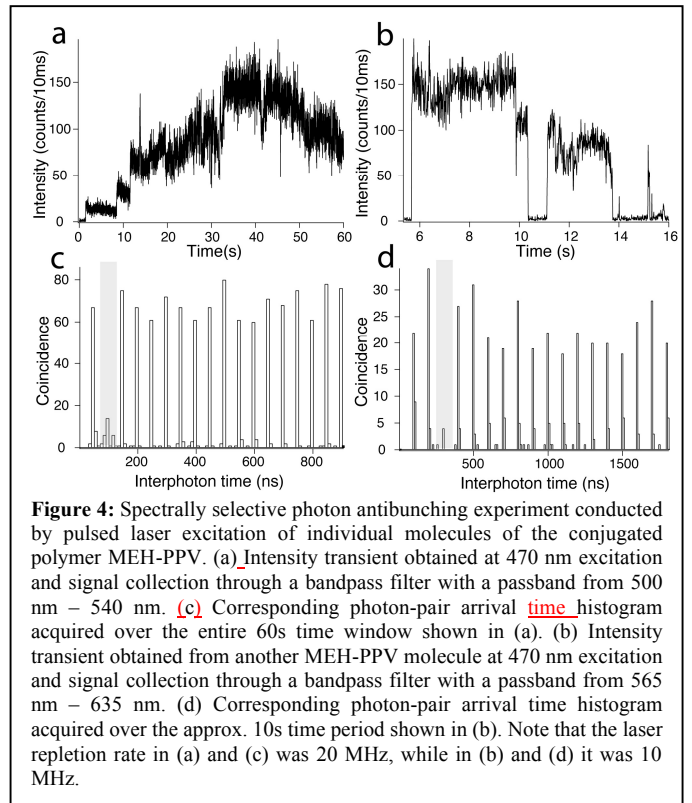 a
b
Intensity (counts/10ms)
150
100
50
0
0 10 20 30 40 50 60
Time(s)
Intensity (counts/10ms)
150
100
50
0
6 8 10 12 14 16
Time (s)
c
d
Coincidence
80
60
40
20
0
200 400 600 800
Interphoton time (ns)
Coincidence
30
25
20
15
10
5
0
500 1000 1500
Interphoton time (ns)
Figure 4: Spectrally selective photon antibunching experiment conducted
by pulsed laser excitation of individual molecules of the conjugated
polymer MEH-PPV. (a) Intensity transient obtained at 470 nm excitation
and signal collection through a bandpass filter with a passband from 500
nm – 540 nm. (c) Corresponding photon-pair arrival time histogram
acquired over the entire 60s time window shown in (a). (b) Intensity
transient obtained from another MEH-PPV molecule at 470 nm excitation
and signal collection through a bandpass filter with a passband from 565
nm – 635 nm. (d) Corresponding photon-pair arrival time histogram
acquired over the approx. 10s time period shown in (b). Note that the laser
repletion rate in (a) and (c) was 20 MHz, while in (b) and (d) it was 10
MHz.